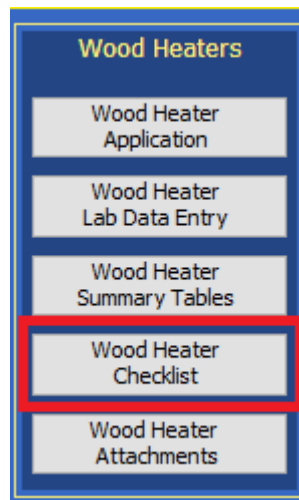 Wood Heaters
Wood Heater
Application
Wood Heater
Lab Data Entry
Wood Heater
Summary Tables
Wood Heater
Checklist
Wood Heater
Attachments